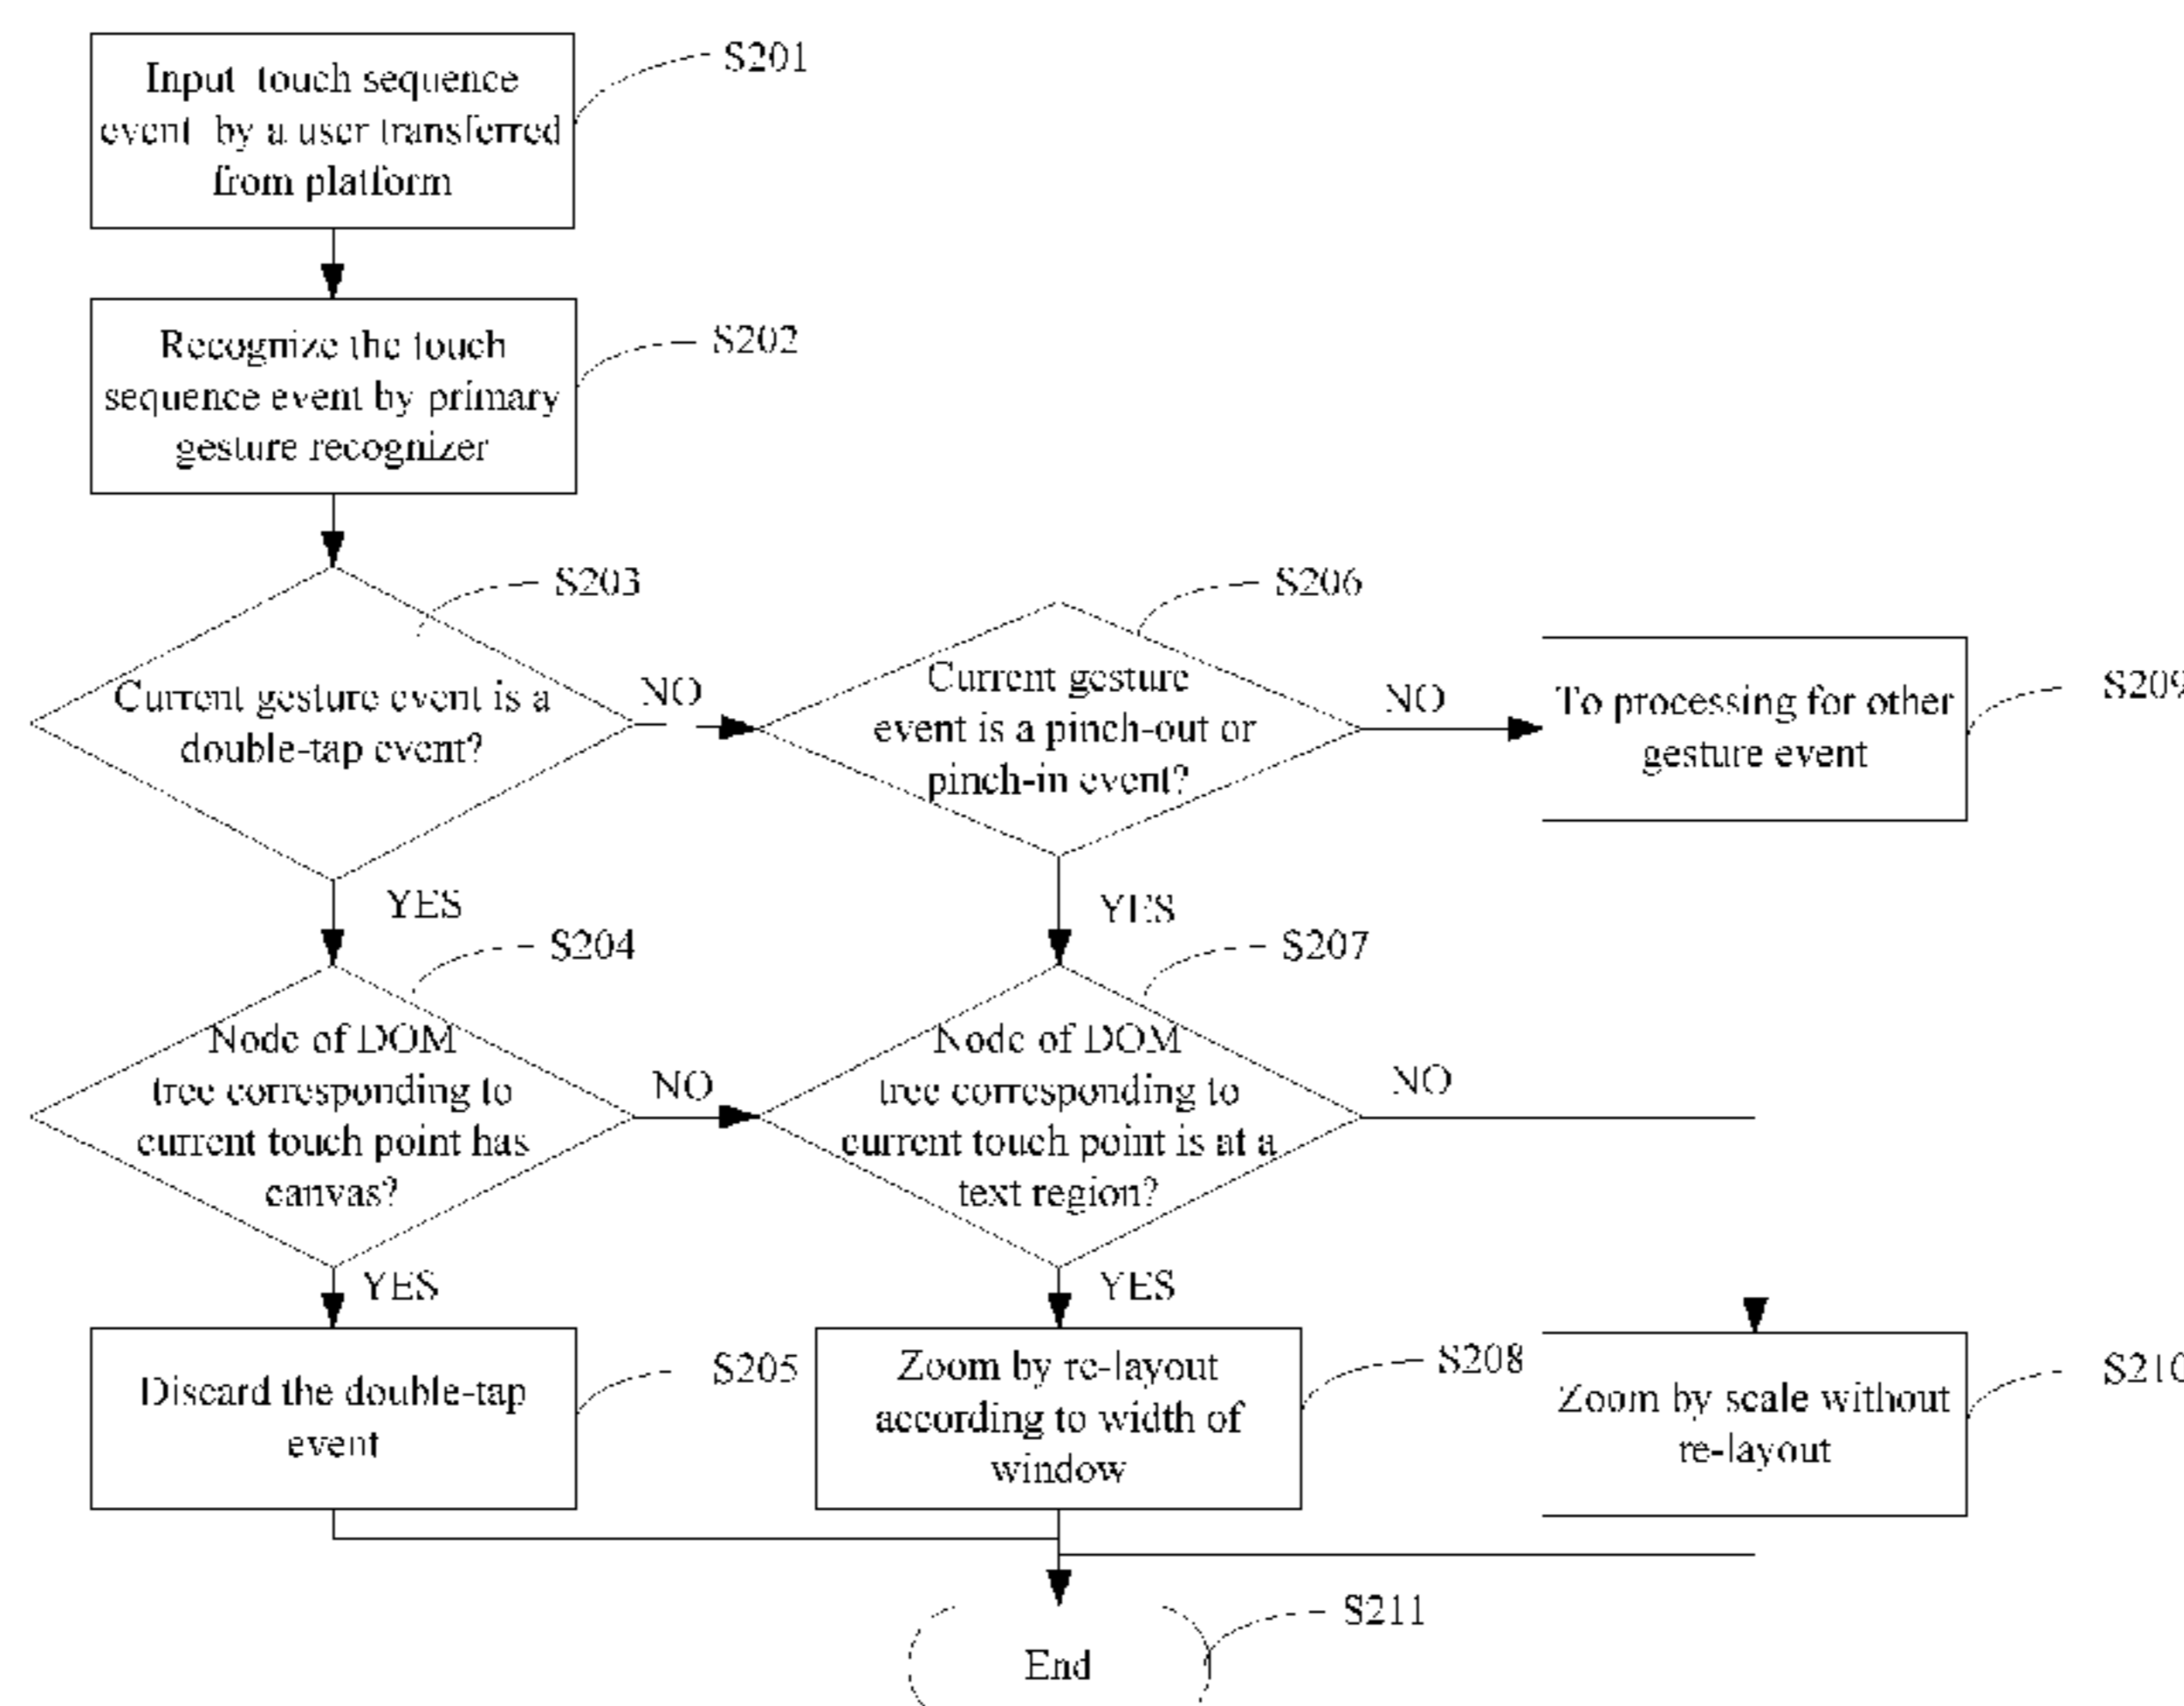 Input touch sequence
event by a user transferred
from platform
S201
Recognize the touch
sequence event by primary
gesture recognizer
S202
S203
Current gesture event is a
double-tap event?
NO
S206
Current gesture
event is a pinch-out or
pinch-in event?
NO
To processing for other
gesture event
S209
YES
YES
S204
Node of DOM
tree corresponding to
current touch point has
canvas?
NO
S207
Node of DOM
tree corresponding to
current touch point is at a
text region?
NO
YES
YES
Discard the double-tap
event
S205
Zoom by re-layout
according to width of
window
S208
Zoom by scale without
re-layout
S210
S211
End